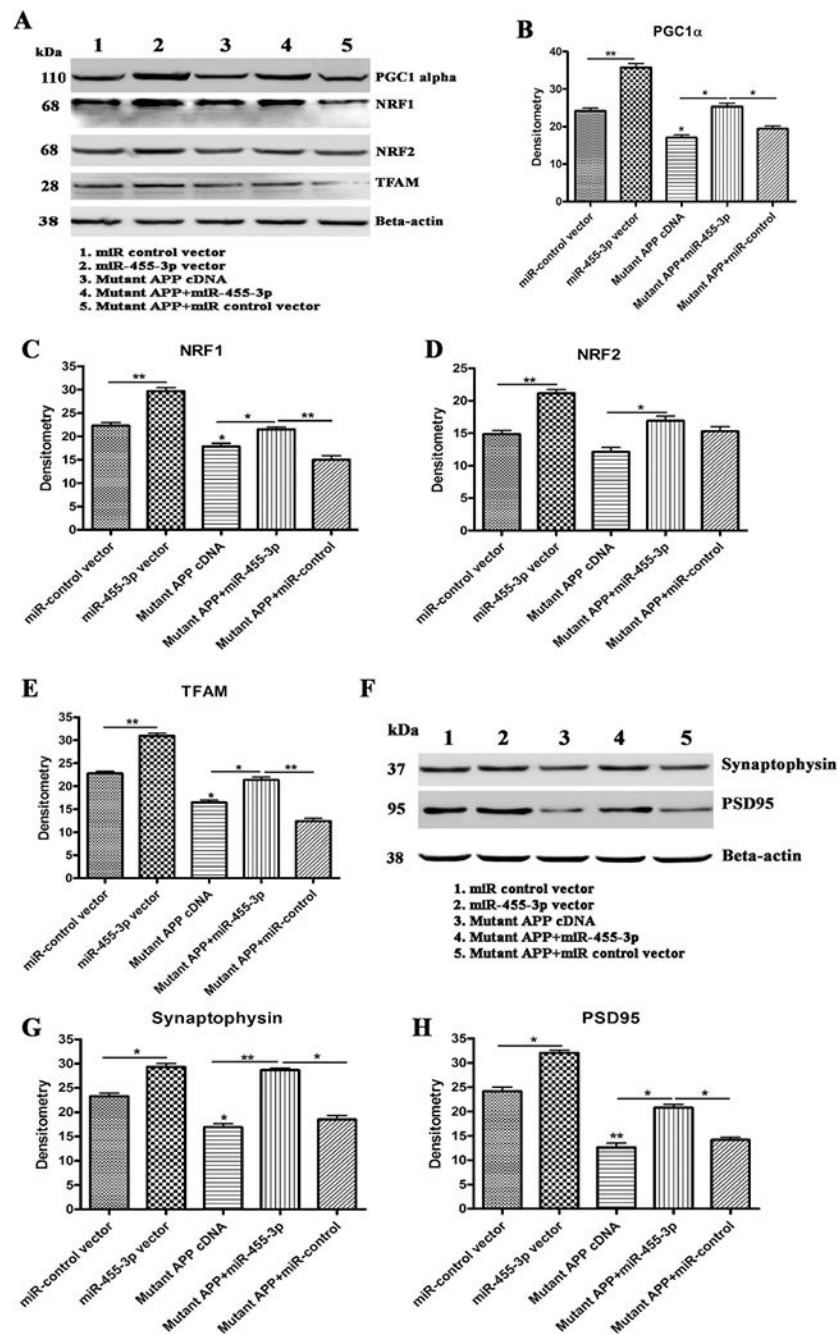 A
1 2 3 4 5
kDa
110 PGC1 alpha
68 NRF1
68 NRF2
28 TFAM
38 Beta-actin
1. miR control vector
2. miR-455-3p vector
3. Mutant APP cDNA
4. Mutant APP+miR-455-3p
5. Mutant APP+miR control vector
B
PGC1α
Densitometry
40
30
20
10
0
** * * *
miR-control vector
miR-455-3p vector
Mutant APP cDNA
Mutant APP+miR-455-3p
Mutant APP+miR-control
C
NRF1
Densitometry
35
30
25
20
15
10
5
0
** * * **
miR-control vector
miR-455-3p vector
Mutant APP cDNA
Mutant APP+miR-455-3p
Mutant APP+miR-control
D
NRF2
Densitometry
25
20
15
10
5
0
** *
miR-control vector
miR-455-3p vector
Mutant APP cDNA
Mutant APP+miR-455-3p
Mutant APP+miR-control
E
TFAM
Densitometry
35
30
25
20
15
10
5
0
** * * **
miR-control vector
miR-455-3p vector
Mutant APP cDNA
Mutant APP+miR-455-3p
Mutant APP+miR-control
F
kDa
1 2 3 4 5
37 Synaptophysin
95 PSD95
38 Beta-actin
1. miR control vector
2. miR-455-3p vector
3. Mutant APP cDNA
4. Mutant APP+miR-455-3p
5. Mutant APP+miR control vector
G
Synaptophysin
Densitometry
35
30
25
20
15
10
5
0
* * ** *
miR-control vector
miR-455-3p vector
Mutant APP cDNA
Mutant APP+miR-455-3p
Mutant APP+miR-control
H
PSD95
Densitometry
35
30
25
20
15
10
5
0
* ** * *
miR-control vector
miR-455-3p vector
Mutant APP cDNA
Mutant APP+miR-455-3p
Mutant APP+miR-control